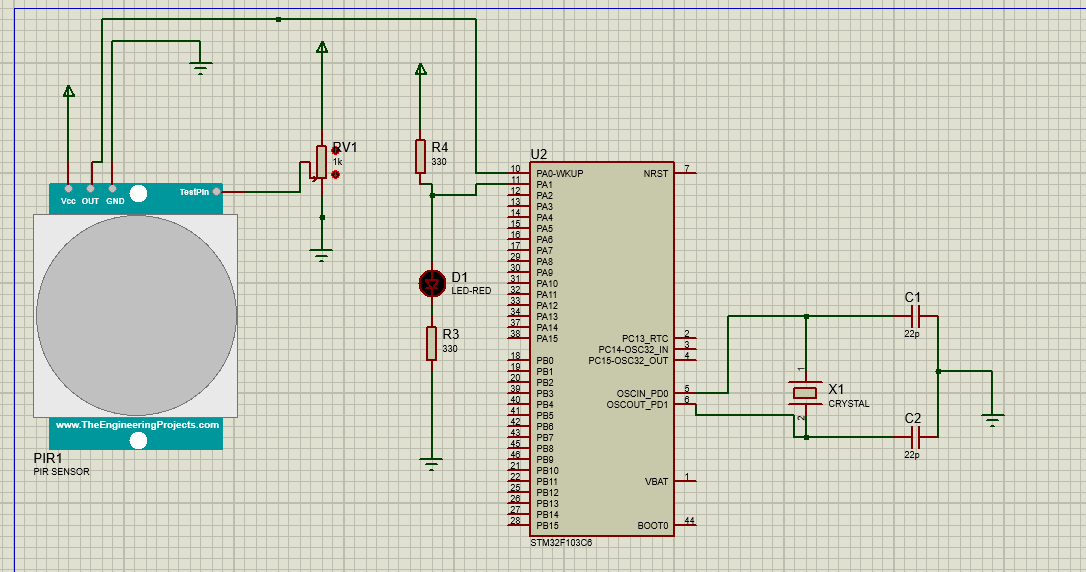 Vcc OUT GND
TestPin
www.TheEngineeringProjects.com
PIR1
PIR SENSOR
RV1
1k
R4
330
D1
LED-RED
R3
330
U2
10 PA0-WKUP
11 PA1
12 PA2
13 PA3
14 PA4
15 PA5
16 PA6
17 PA7
29 PA8
30 PA9
31 PA10
32 PA11
33 PA12
34 PA13
37 PA14
38 PA15
18 PB0
19 PB1
20 PB2
39 PB3
40 PB4
41 PB5
42 PB6
43 PB7
45 PB8
46 PB9
21 PB10
22 PB11
25 PB12
26 PB13
27 PB14
28 PB15
NRST 7
PC13_RTC 2
PC14-OSC32_IN 3
PC15-OSC32_OUT 4
OSCIN_PD0 5
OSCOUT_PD1 6
VBAT 1
BOOT0 44
STM32F103C6
1
X1
CRYSTAL
2
C1
22p
C2
22p